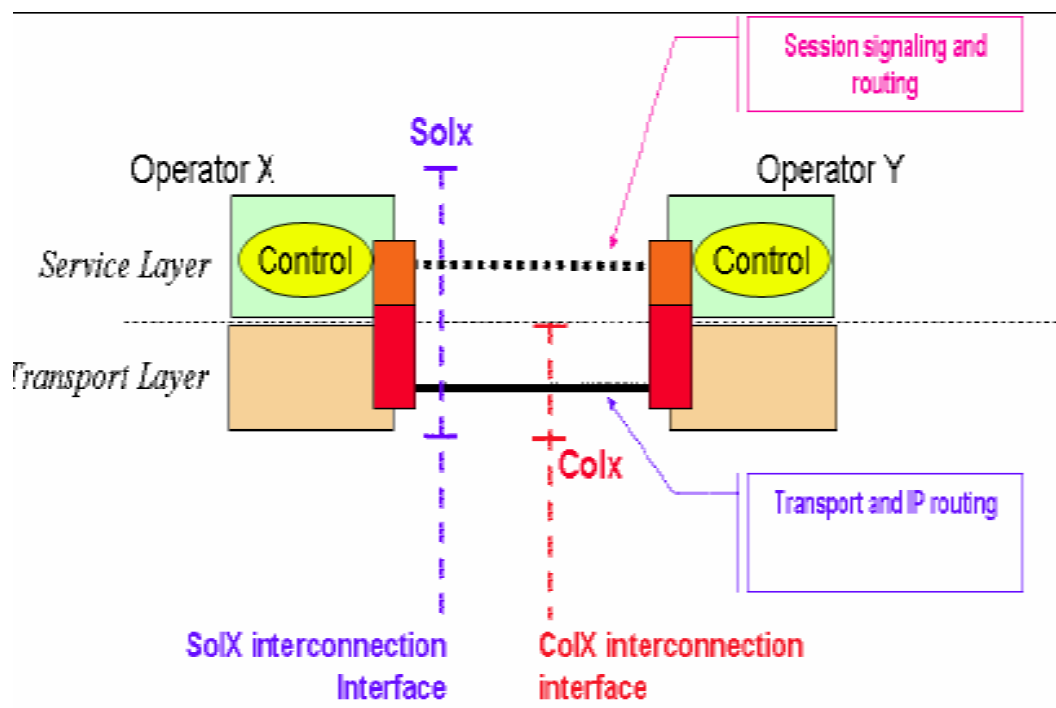 Session signaling and
routing
SoIx
Operator X
Operator Y
Control
Control
Service Layer
Transport Layer
CoIx
Transport and IP routing
SoIX interconnection
Interface
CoIX interconnection
interface